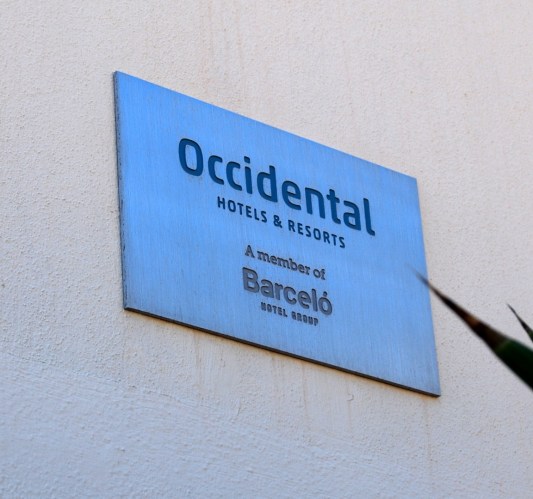 Occidental
HOTELS & RESORTS
A member of
Barceló
HOTEL GROUP